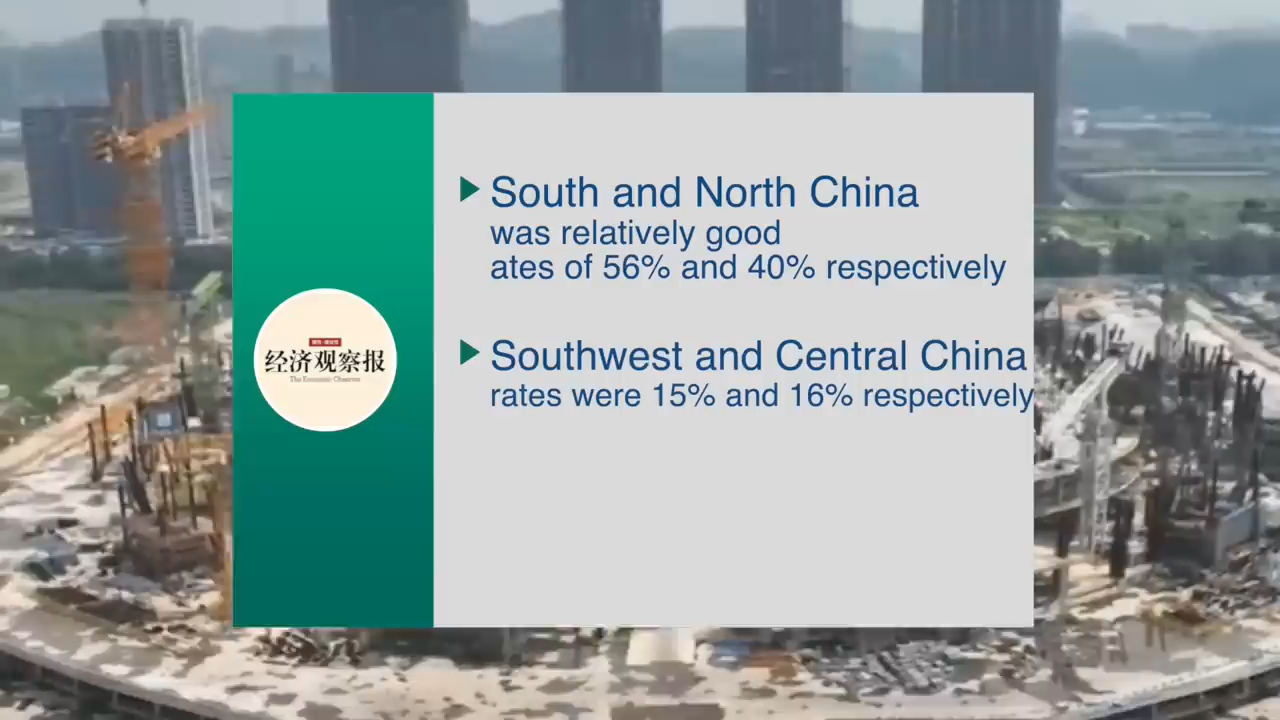 South and North China
was relatively good
ates of 56% and 40% respectively
Southwest and Central China
rates were 15% and 16% respectively
经济观察报
The Economic Observer